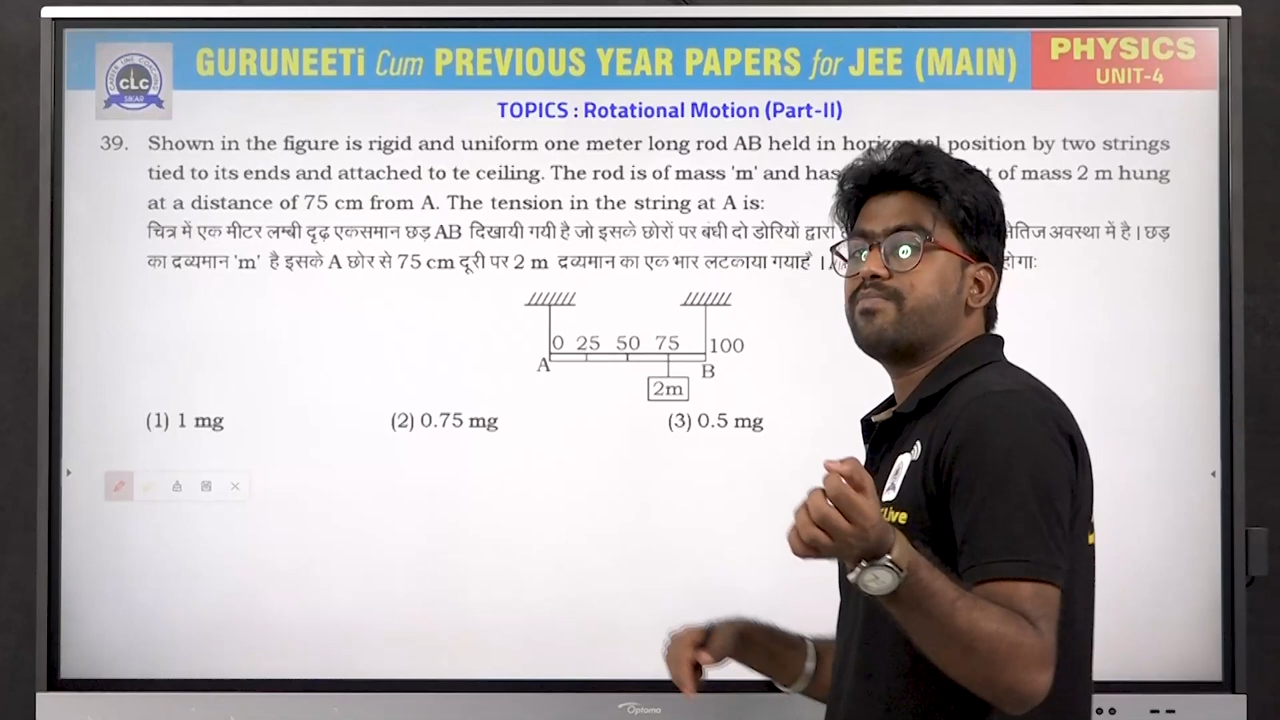 GURUNEETi Cum PREVIOUS YEAR PAPERS for JEE (MAIN)
PHYSICS
UNIT-4
CLC
SIKAR
TOPICS : Rotational Motion (Part-II)
39. Shown in the figure is rigid and uniform one meter long rod AB held in horizontal position by two strings
tied to its ends and attached to te ceiling. The rod is of mass 'm' and has of mass 2 m hung
at a distance of 75 cm from A. The tension in the string at A is:
चित्र में एक मीटर लम्बी दृढ़ एकसमान छड़ AB दिखायी गयी है जो इसके छोरों पर बंधी दो डोरियों द्वारा अवस्था में है। छड़
का द्रव्यमान 'm' है इसके A छोर से 75 cm दूरी पर 2 m द्रव्यमान का एक भार लटकाया गयाहै । होगाः
0 25 50 75 100
A B
2m
(1) 1 mg (2) 0.75 mg (3) 0.5 mg
Live
Optoma